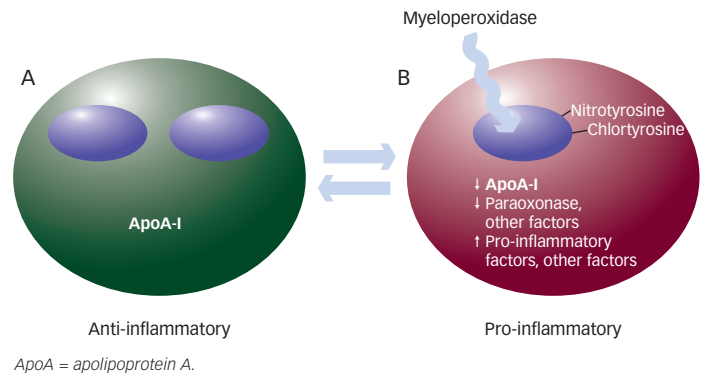 Myeloperoxidase
A
B
Nitrotyrosine
Chlortyrosine
ApoA-I
↓ ApoA-I
↓ Paraoxonase,
other factors
↑ Pro-inflammatory
factors, other factors
Anti-inflammatory
Pro-inflammatory
ApoA = apolipoprotein A.